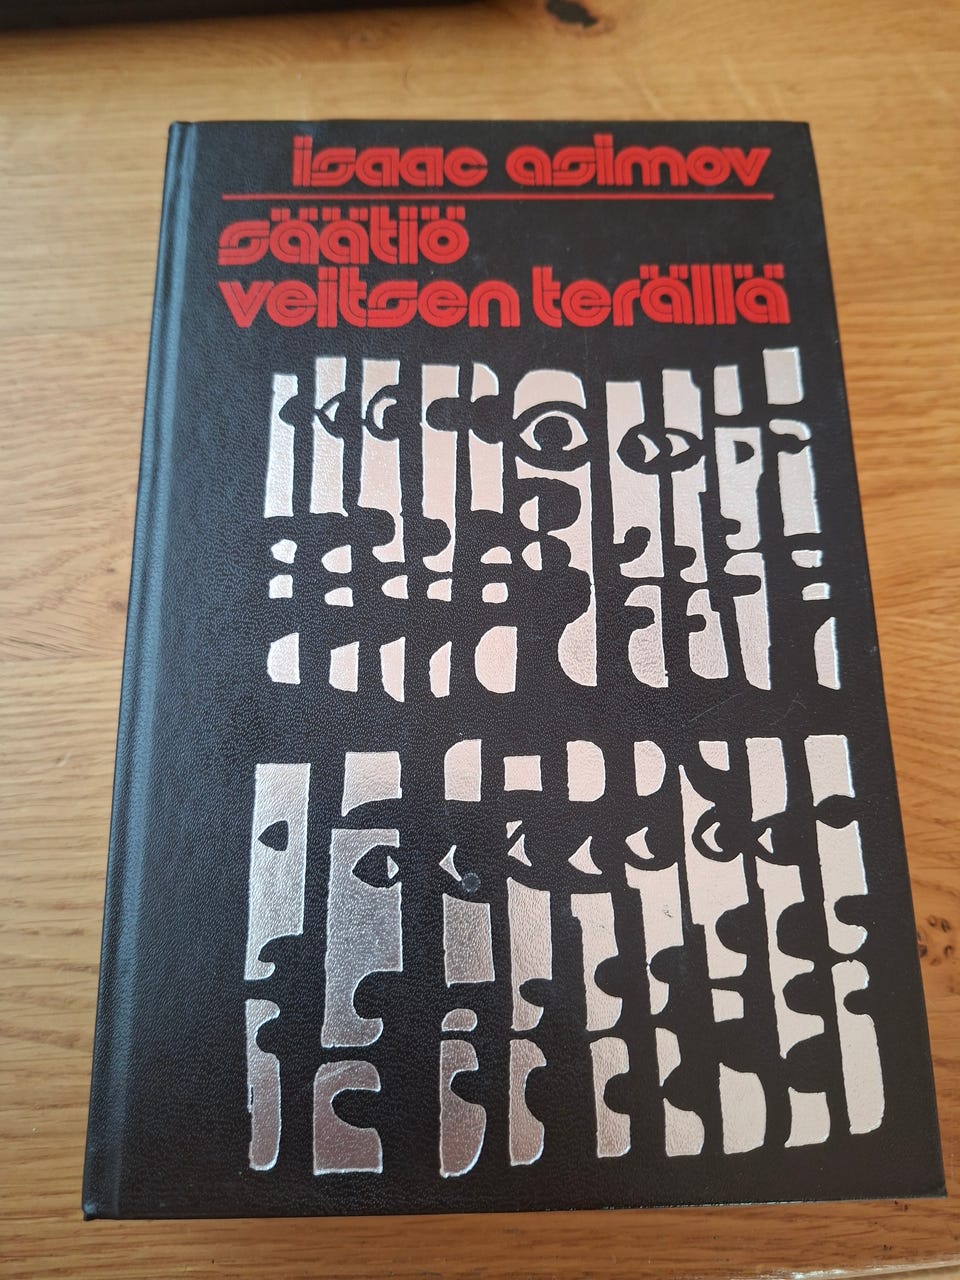 isaac asimov
säätiö
veitsen terällä